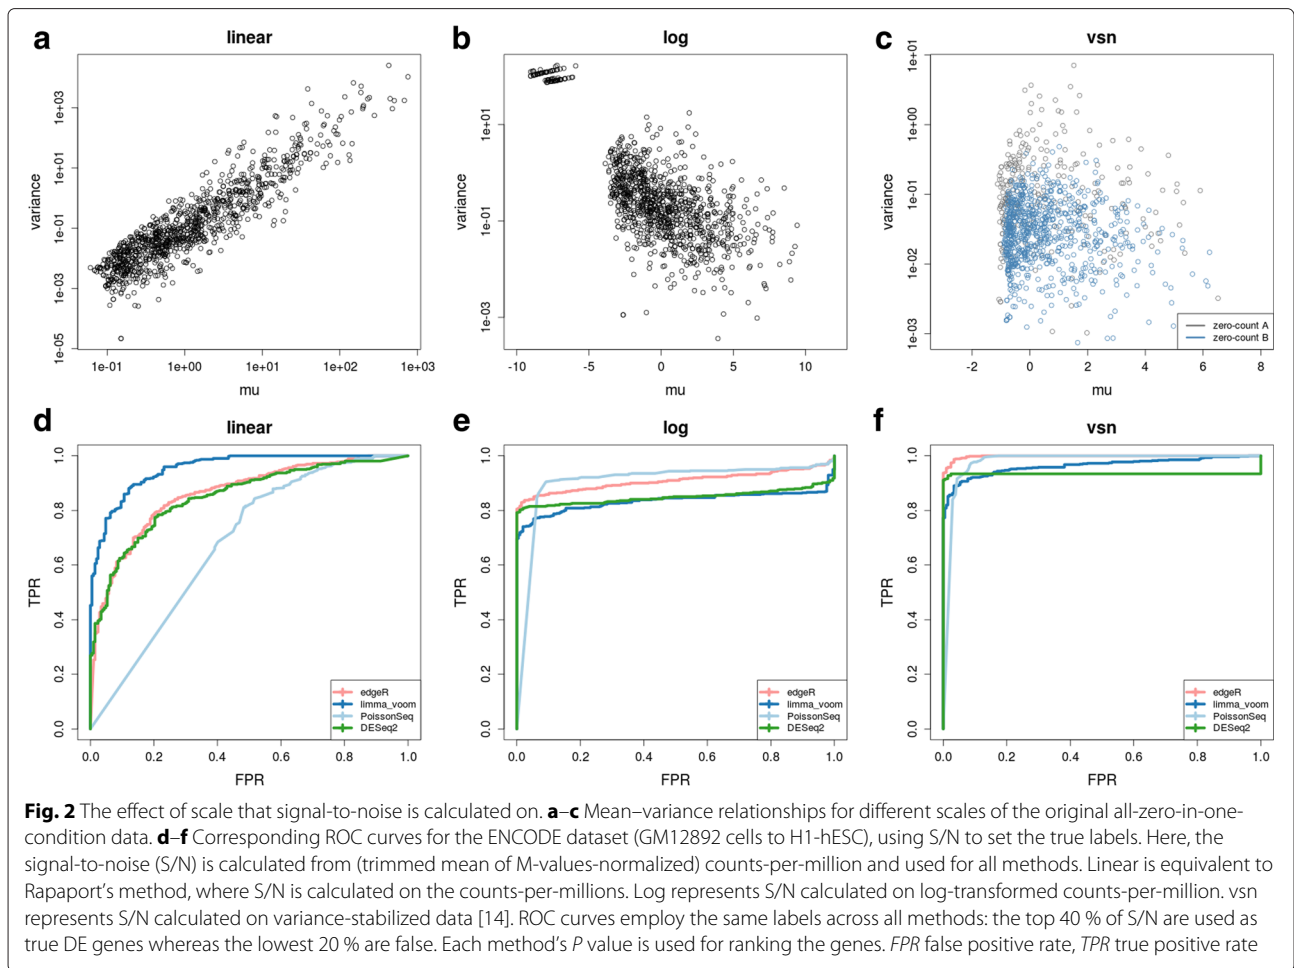 a
linear
variance
1e+03
1e+01
1e-01
1e-03
1e-05
1e-01 1e+00 1e+01 1e+02 1e+03
mu
b
log
variance
1e+01
1e-01
1e-03
-10 -5 0 5 10
mu
c
vsn
variance
1e+01
1e+00
1e-01
1e-02
1e-03
zero-count A
zero-count B
-2 0 2 4 6 8
mu
d
linear
TPR
1.0
0.8
0.6
0.4
0.2
0.0
edgeR
limma_voom
PoissonSeq
DESeq2
0.0 0.2 0.4 0.6 0.8 1.0
FPR
e
log
TPR
1.0
0.8
0.6
0.4
0.2
0.0
edgeR
limma_voom
PoissonSeq
DESeq2
0.0 0.2 0.4 0.6 0.8 1.0
FPR
f
vsn
TPR
1.0
0.8
0.6
0.4
0.2
0.0
edgeR
limma_voom
PoissonSeq
DESeq2
0.0 0.2 0.4 0.6 0.8 1.0
FPR
Fig. 2 The effect of scale that signal-to-noise is calculated on. a–c Mean–variance relationships for different scales of the original all-zero-in-one-
condition data. d–f Corresponding ROC curves for the ENCODE dataset (GM12892 cells to H1-hESC), using S/N to set the true labels. Here, the
signal-to-noise (S/N) is calculated from (trimmed mean of M-values-normalized) counts-per-million and used for all methods. Linear is equivalent to
Rapaport's method, where S/N is calculated on the counts-per-millions. Log represents S/N calculated on log-transformed counts-per-million. vsn
represents S/N calculated on variance-stabilized data [14]. ROC curves employ the same labels across all methods: the top 40 % of S/N are used as
true DE genes whereas the lowest 20 % are false. Each method's P value is used for ranking the genes. FPR false positive rate, TPR true positive rate